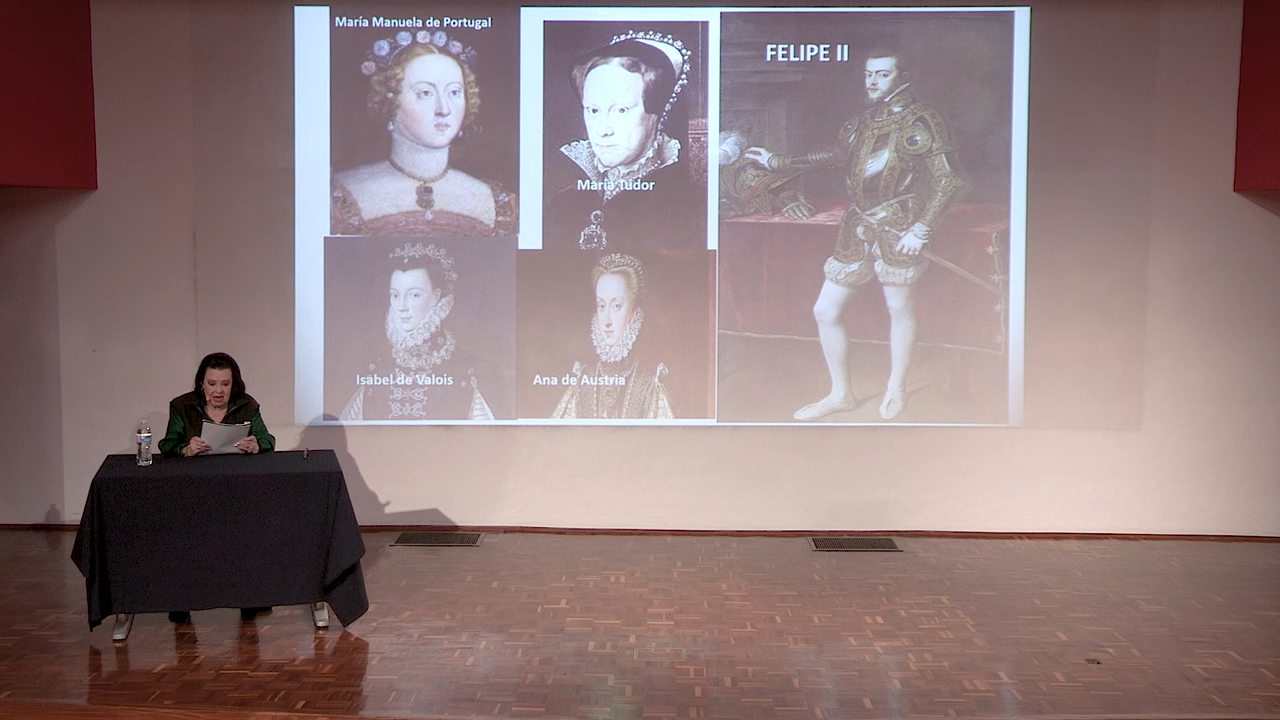 María Manuela de Portugal
María Tudor
FELIPE II
Isabel de Valois
Ana de Austria